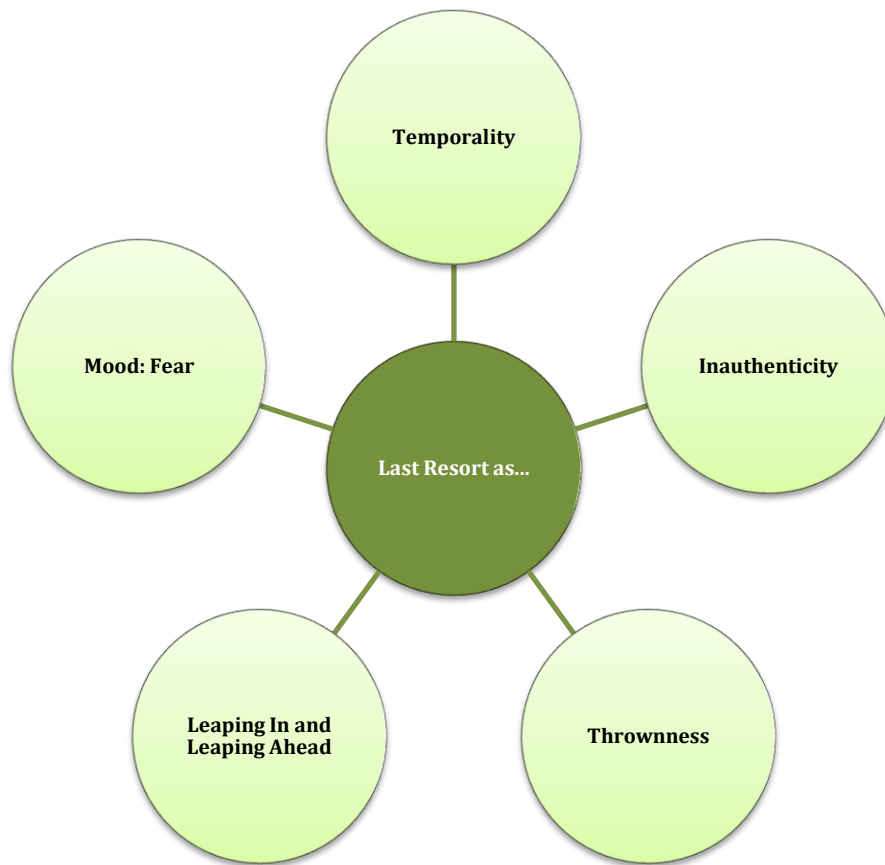 Temporality
Mood: Fear
Inauthenticity
Last Resort as...
Leaping In and
Leaping Ahead
Thrownness